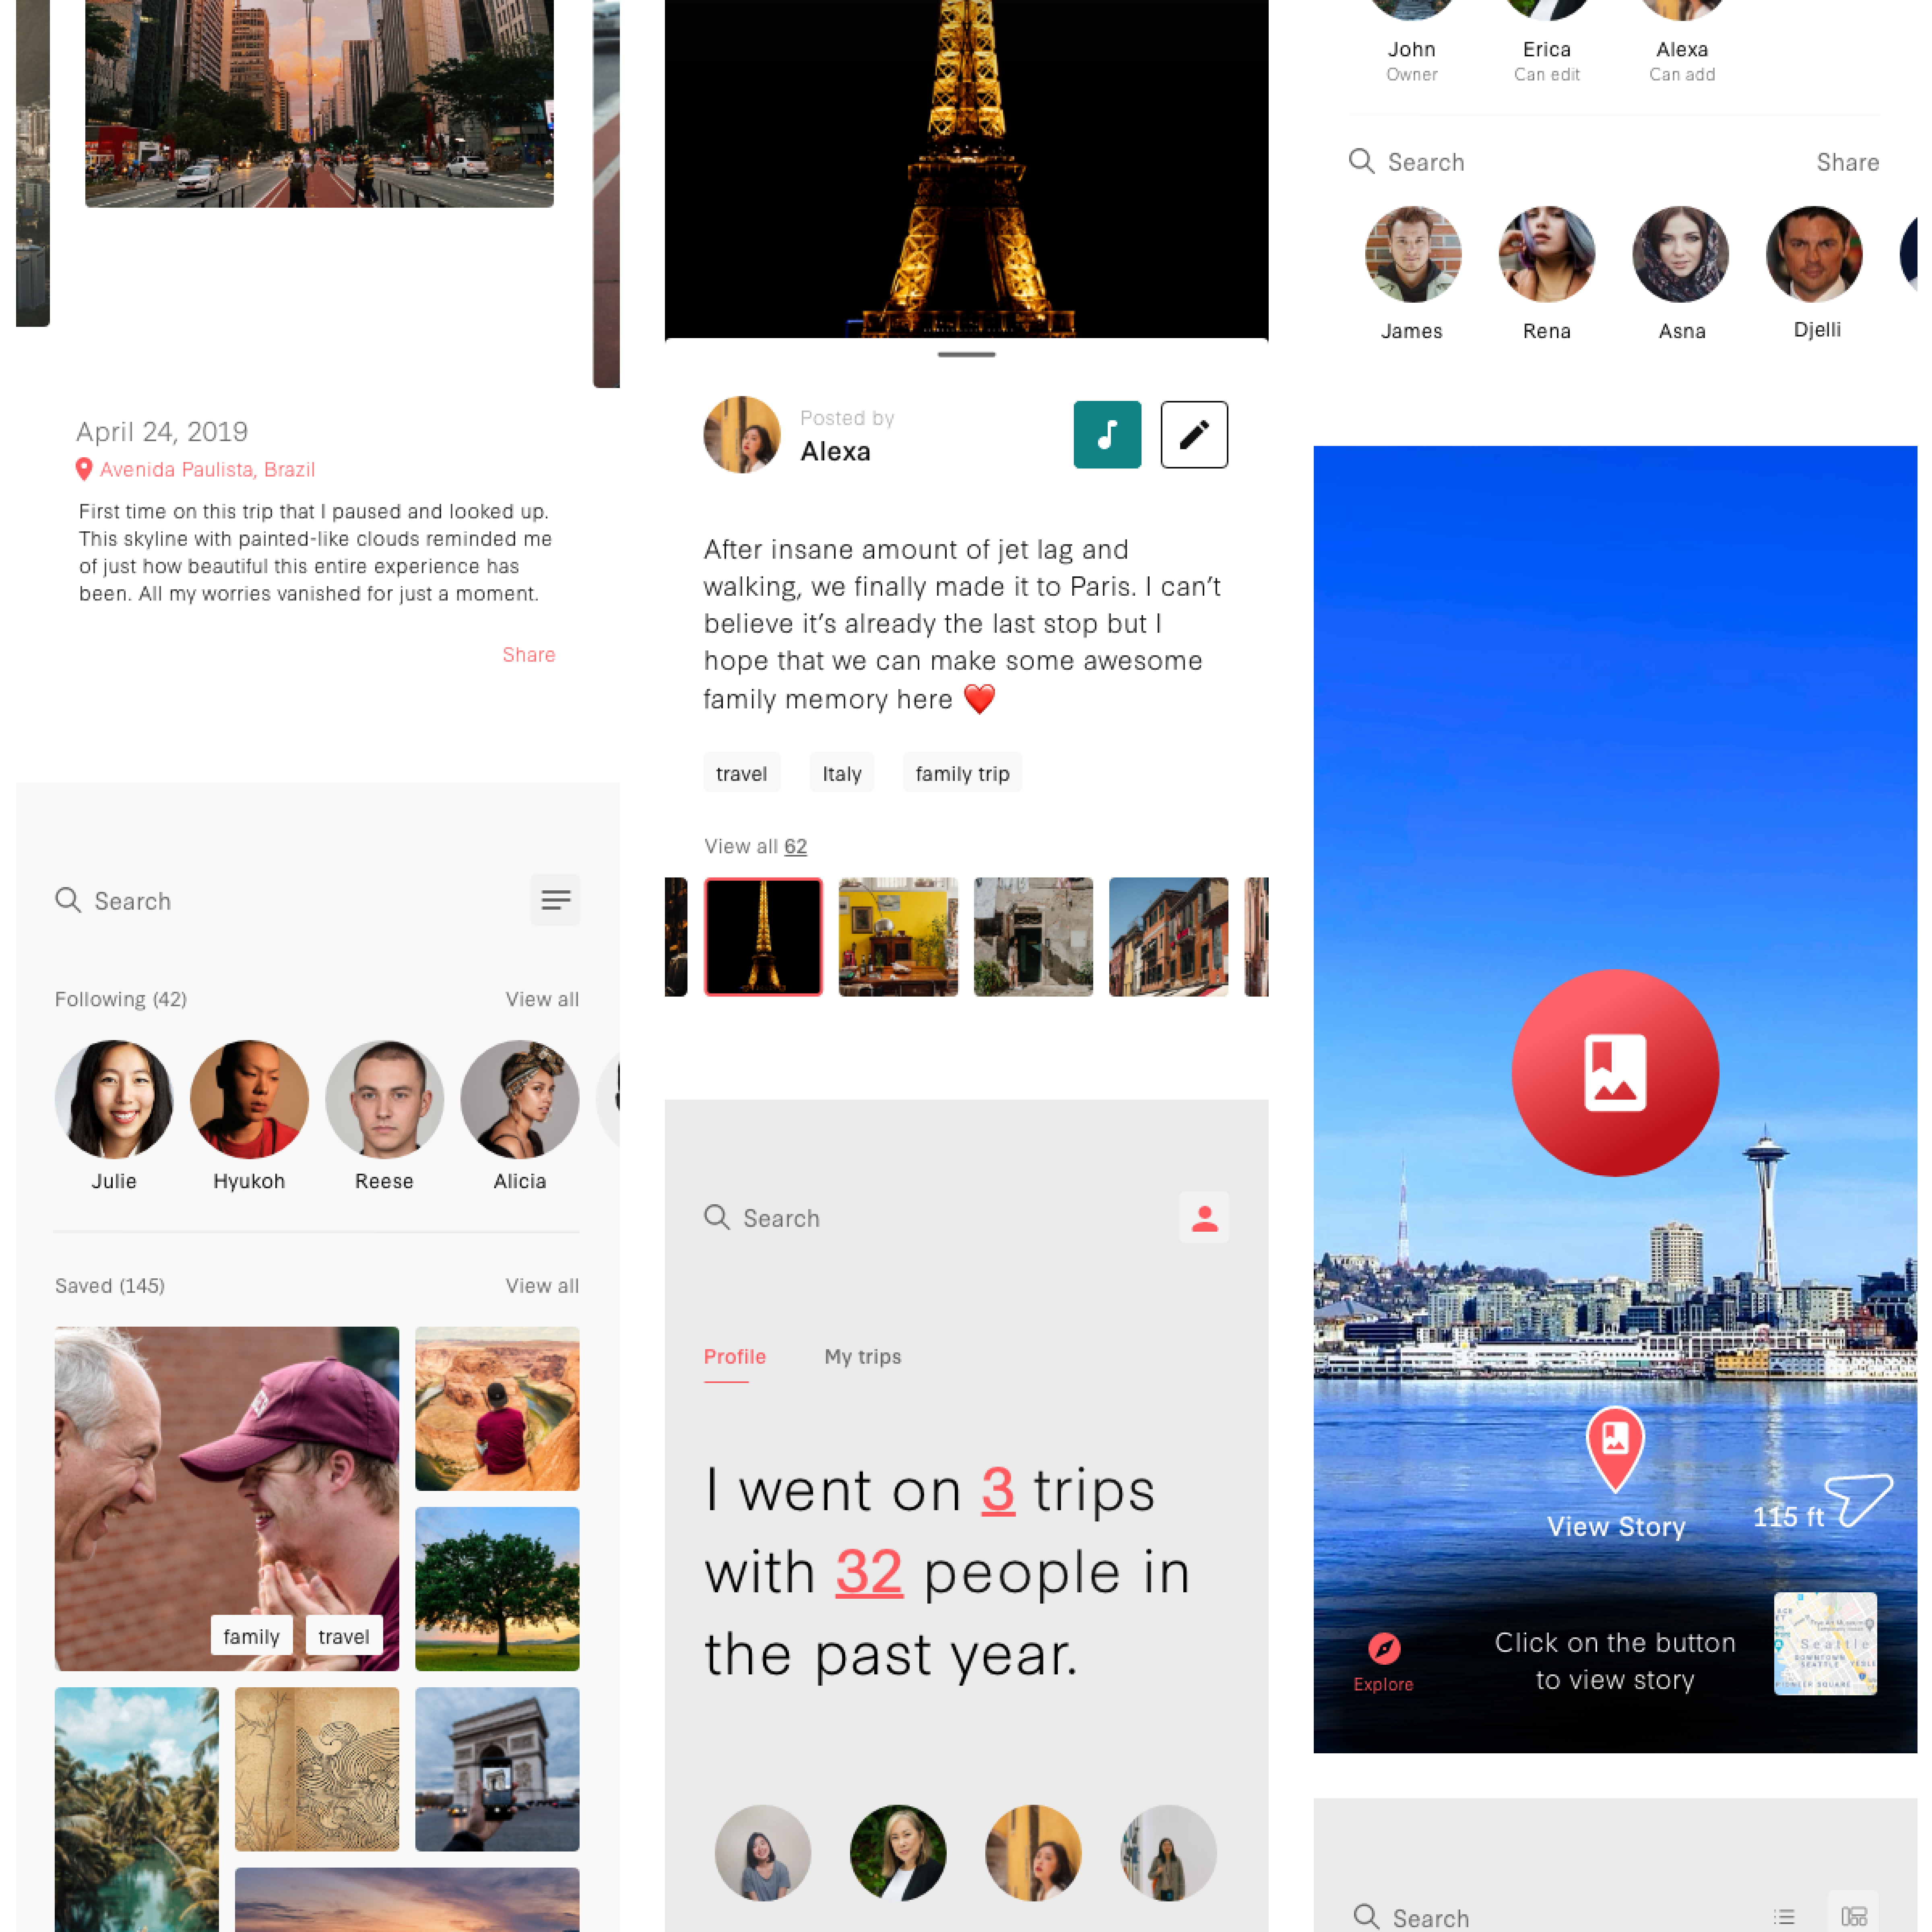 April 24, 2019
Avenida Paulista, Brazil
First time on this trip that I paused and looked up.
This skyline with painted-like clouds reminded me
of just how beautiful this entire experience has
been. All my worries vanished for just a moment.
Share
Search
Following (42) View all
Julie Hyukoh Reese Alicia
Saved (145) View all
family travel
Posted by
Alexa
After insane amount of jet lag and
walking, we finally made it to Paris. I can’t
believe it’s already the last stop but I
hope that we can make some awesome
family memory here ❤️
travel Italy family trip
View all 62
Search
Profile My trips
I went on 3 trips
with 32 people in
the past year.
John Erica Alexa
Owner Can edit Can add
Search Share
James Rena Asna Djelli
View Story
115 ft
Click on the button
to view story
Explore
Seattle
DOWNTOWN
SEATTLE
PIONEER SQUARE
Search